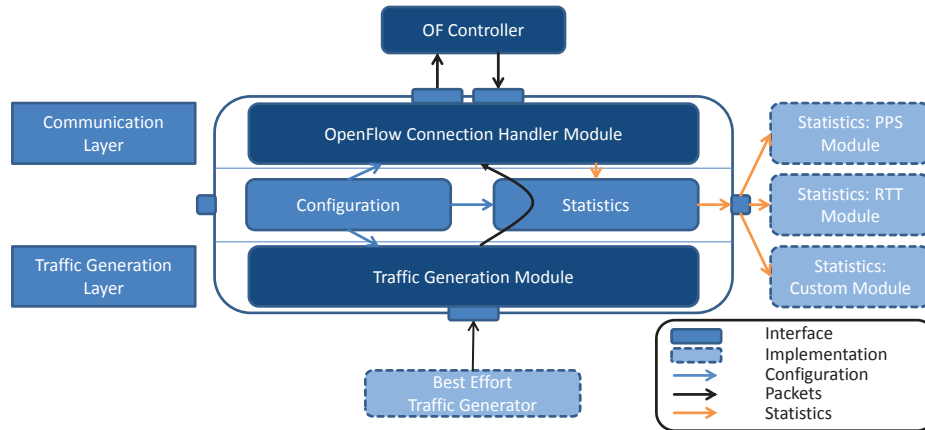 OF Controller
Communication
Layer
OpenFlow Connection Handler Module
Statistics: PPS
Module
Configuration
Statistics
Statistics: RTT
Module
Traffic Generation
Layer
Traffic Generation Module
Statistics:
Custom Module
Best Effort
Traffic Generator
Interface
Implementation
Configuration
Packets
Statistics